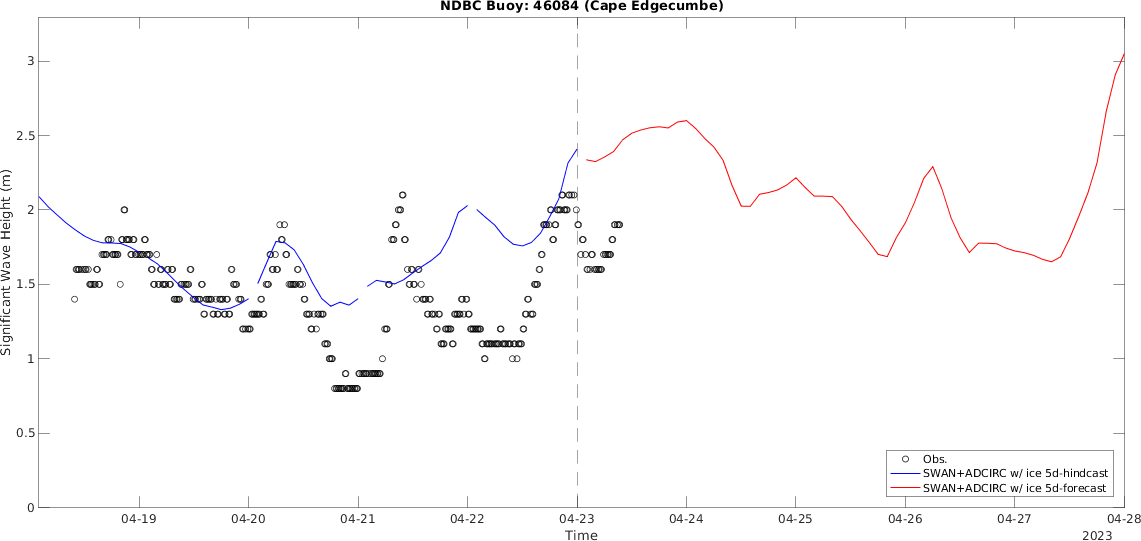 NDBC Buoy: 46084 (Cape Edgecumbe)
Significant Wave Height (m)
3
2.5
2
1.5
1
0.5
0
Obs.
SWAN+ADCIRC w/ ice 5d-hindcast
SWAN+ADCIRC w/ ice 5d-forecast
04-19 04-20 04-21 04-22 04-23 04-24 04-25 04-26 04-27 04-28
Time
2023